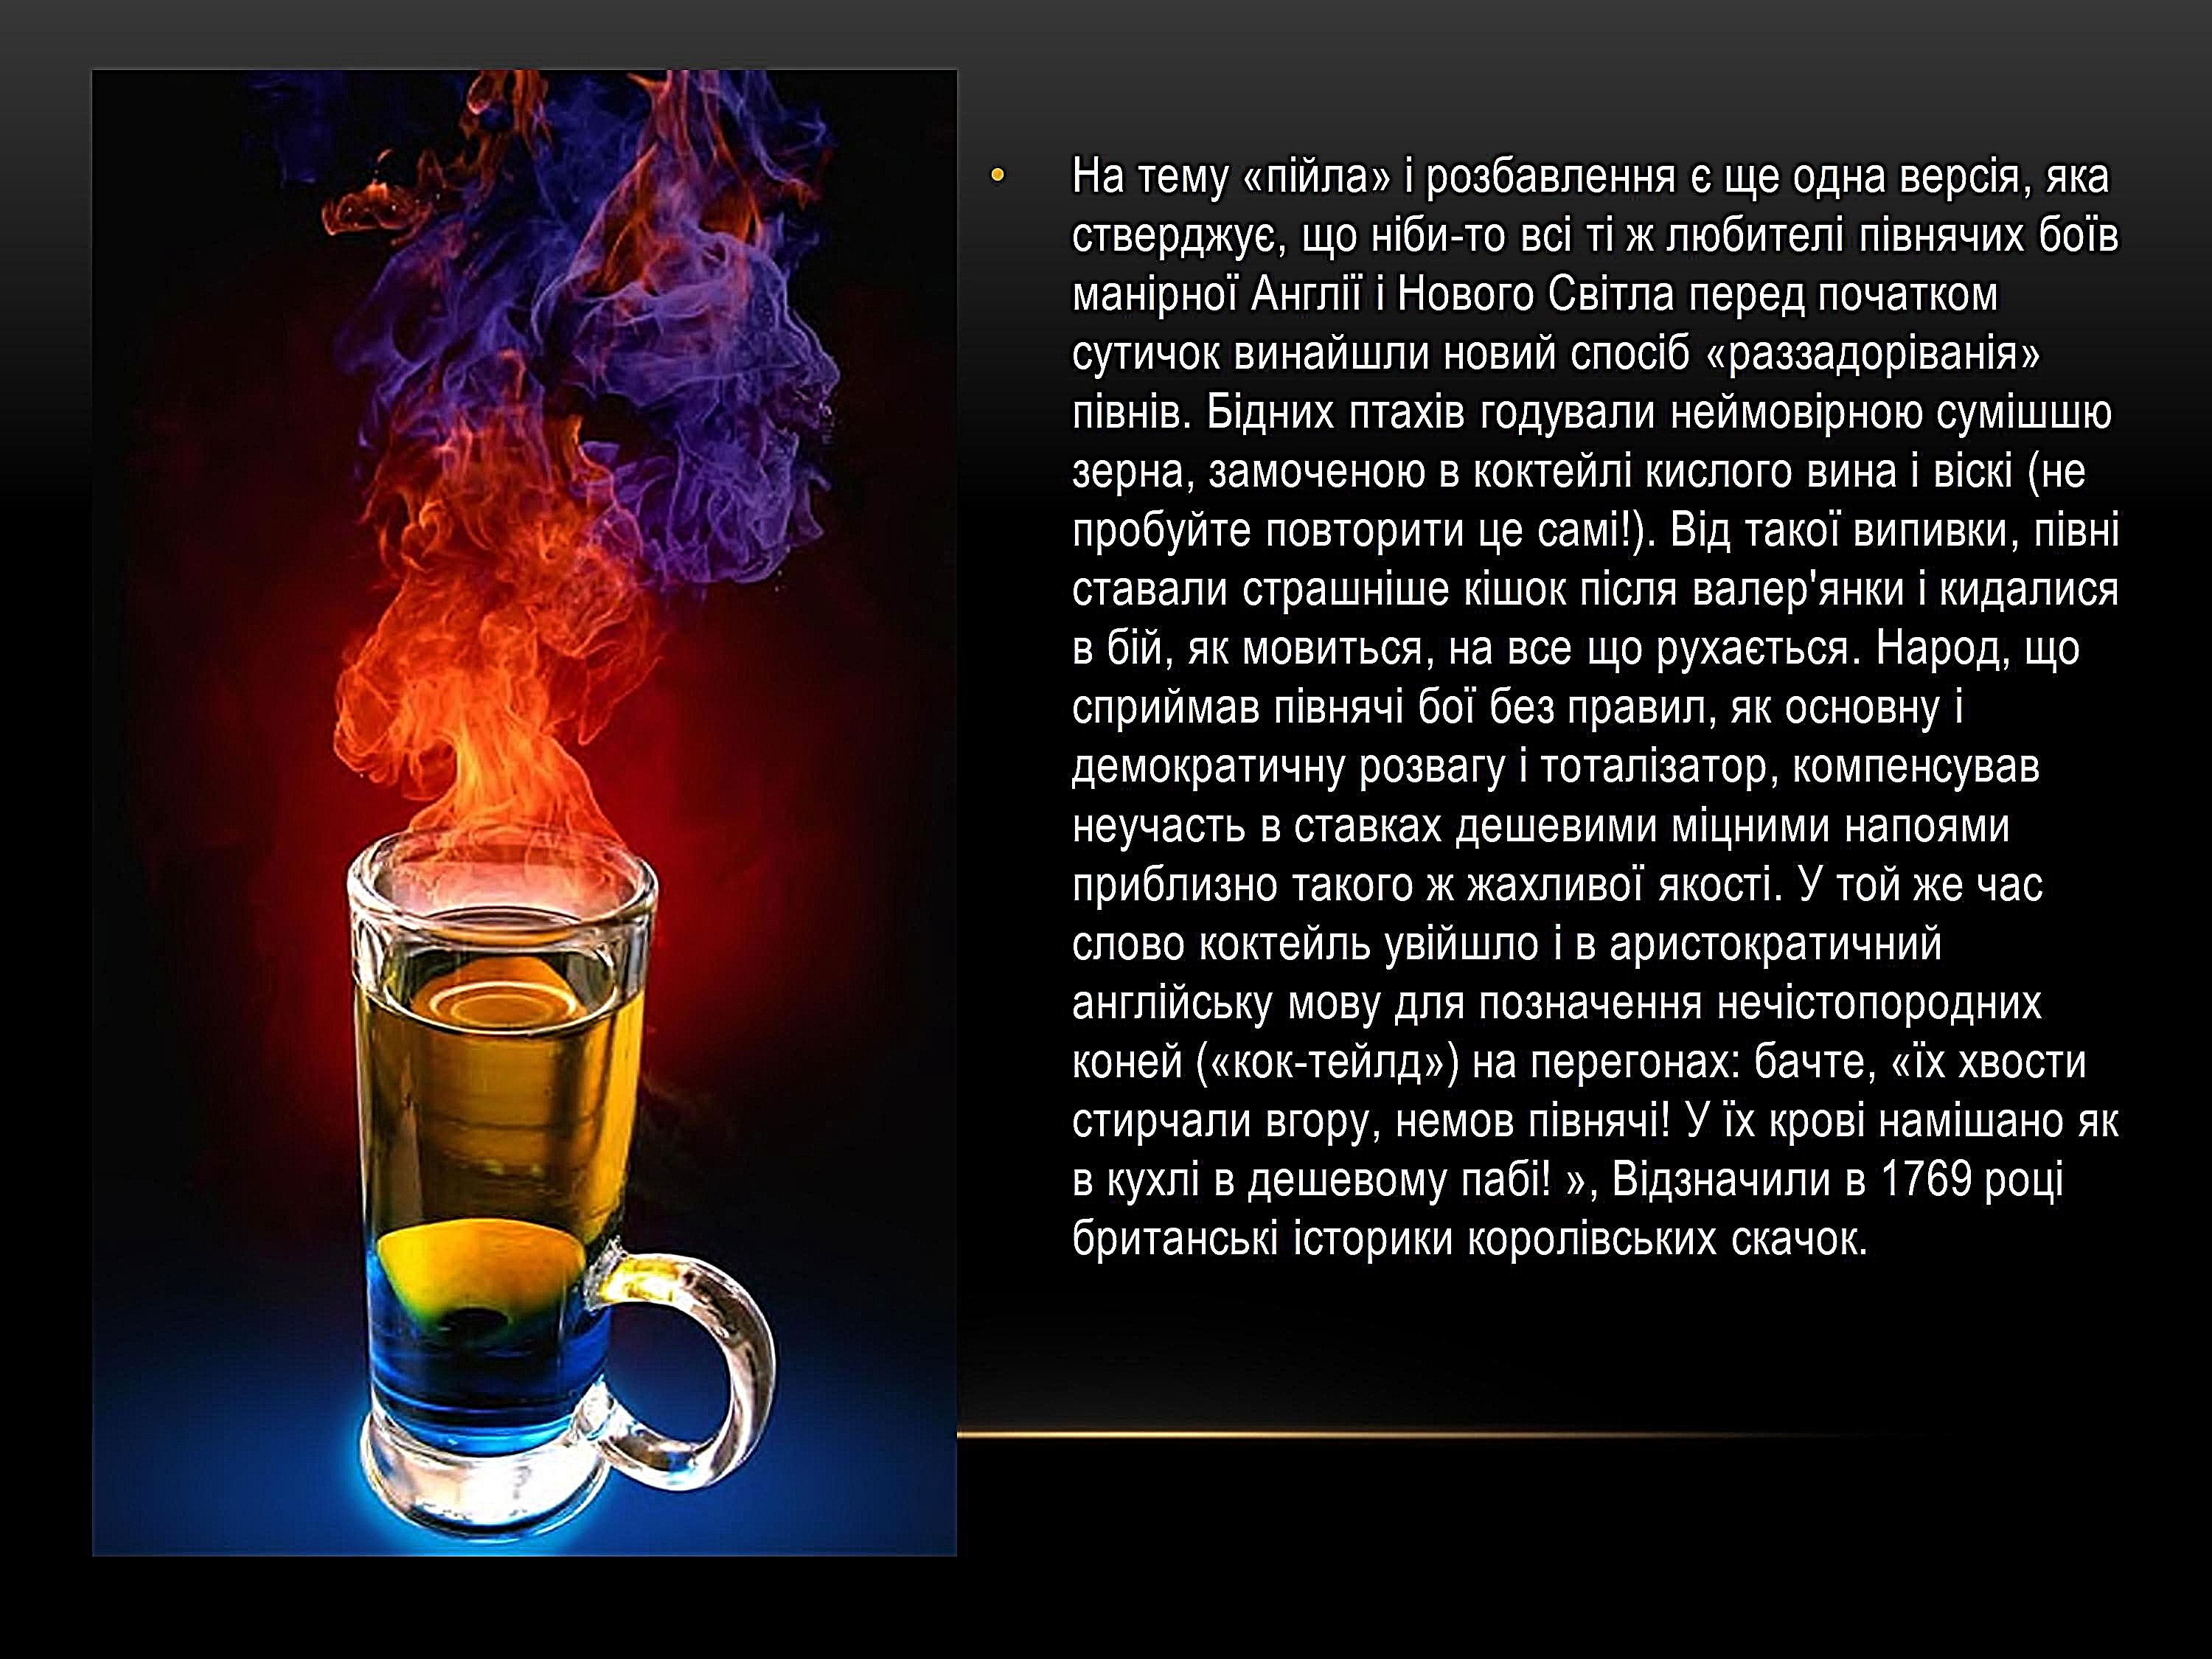 • На тему «пійла» і розбавлення є ще одна версія, яка
стверджує, що ніби-то всі ті ж любителі півнячих боїв
манірної Англії і Нового Світла перед початком
сутичок винайшли новий спосіб «раззадоріванія»
півнів. Бідних птахів годували неймовірною сумішшю
зерна, замоченою в коктейлі кислого вина і віскі (не
пробуйте повторити це самі!). Від такої випивки, півні
ставали страшніше кішок після валер'янки і кидалися
в бій, як мовиться, на все що рухається. Народ, що
сприймав півнячі бої без правил, як основну і
демократичну розвагу і тоталізатор, компенсував
неучасть в ставках дешевими міцними напоями
приблизно такого ж жахливої якості. У той же час
слово коктейль увійшло і в аристократичний
англійську мову для позначення нечістопородних
коней («кок-тейлд») на перегонах: бачте, «їх хвости
стирчали вгору, немов півнячі! У їх крові намішано як
в кухлі в дешевому пабі! », Відзначили в 1769 році
британські історики королівських скачок.